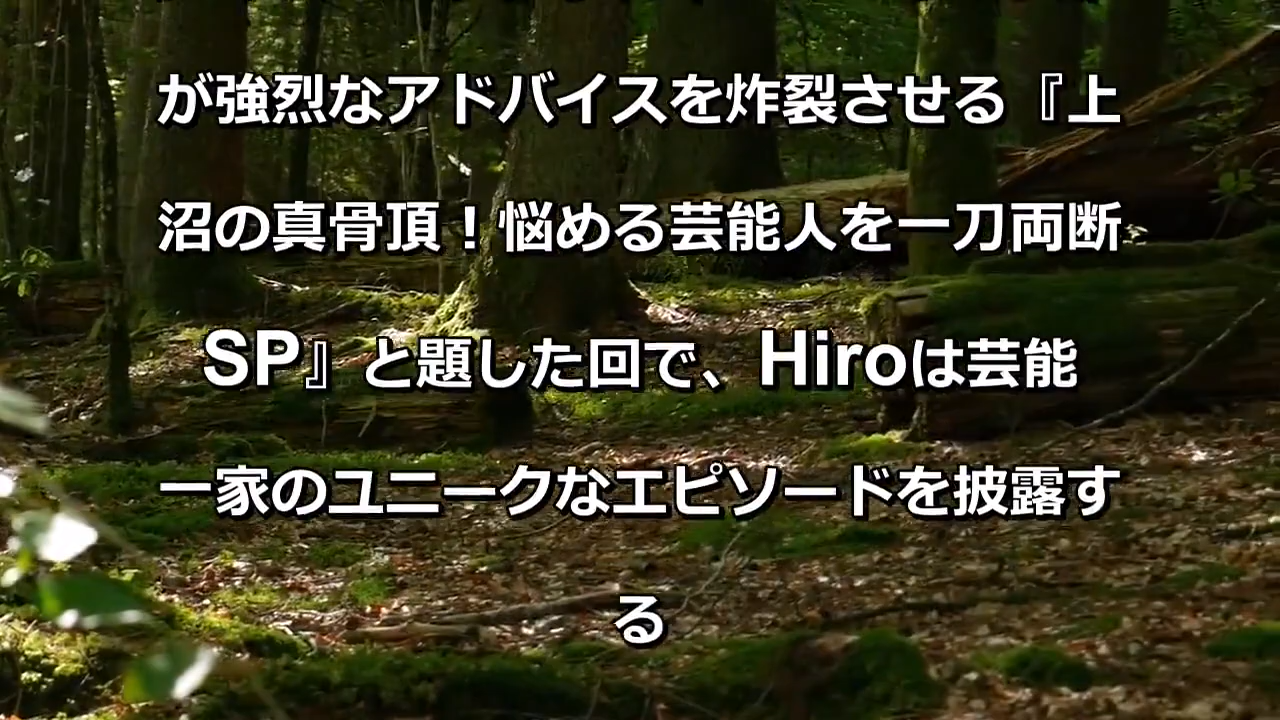 が強烈なアドバイスを炸裂させる『上
沼の真骨頂！悩める芸能人を一刀両断
SP』と題した回で、Hiroは芸能
一家のユニークなエピソードを披露す
る